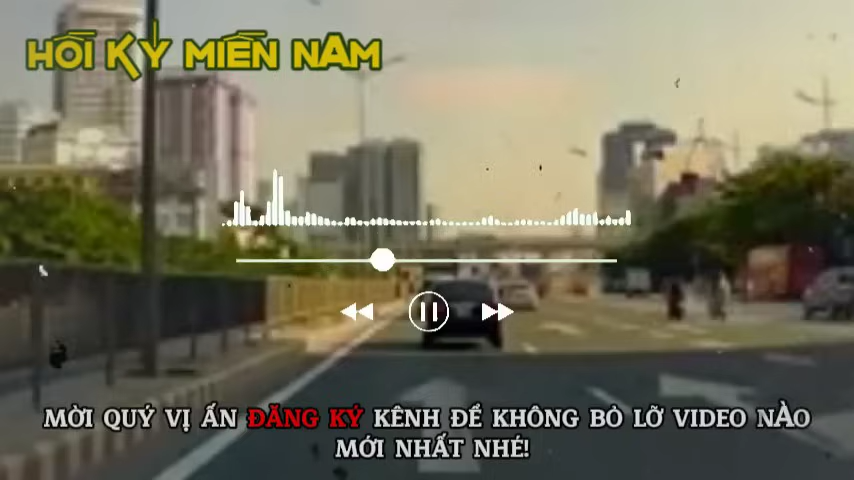 HỒI KÝ MIỀN NAM
MỜI QUÝ VỊ ẤN ĐĂNG KÝ KÊNH ĐỂ KHÔNG BỎ LỠ VIDEO NÀO
MỚI NHẤT NHÉ!